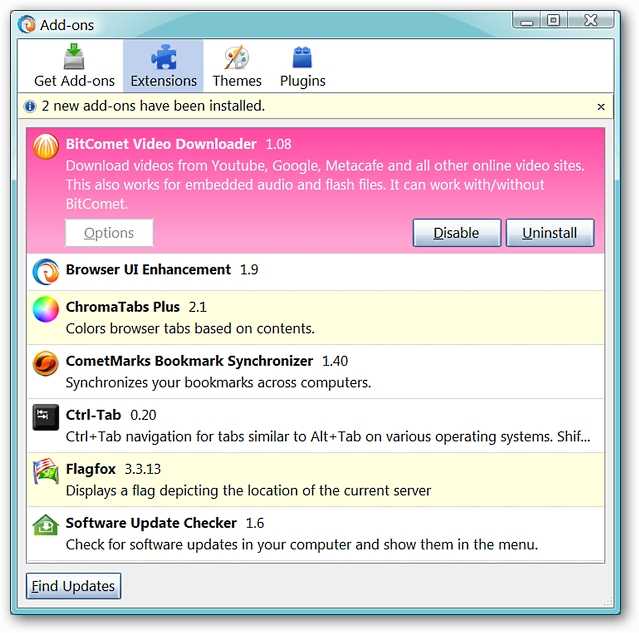 Add-ons
Get Add-ons Extensions Themes Plugins
2 new add-ons have been installed.
BitComet Video Downloader 1.08
Download videos from Youtube, Google, Metacafe and all other online video sites.
This also works for embedded audio and flash files. It can work with/without
BitComet.
Options Disable Uninstall
Browser UI Enhancement 1.9
ChromaTabs Plus 2.1
Colors browser tabs based on contents.
CometMarks Bookmark Synchronizer 1.40
Synchronizes your bookmarks across computers.
Ctrl-Tab 0.20
Ctrl+Tab navigation for tabs similar to Alt+Tab on various operating systems. Shif...
Flagfox 3.3.13
Displays a flag depicting the location of the current server
Software Update Checker 1.6
Check for software updates in your computer and show them in the menu.
Find Updates